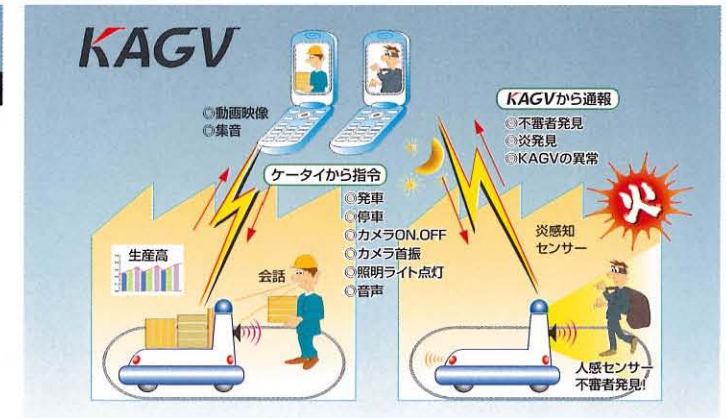 KAGV
◎動画映像
◎集音
ケータイから指令
◎発車
◎停車
◎カメラON.OFF
◎カメラ首振
◎照明ライト点灯
◎音声
KAGVから通報
◎不審者発見
◎炎発見
◎KAGVの異常
生産高
会話
火
炎感知
センサー
人感センサー
不審者発見!